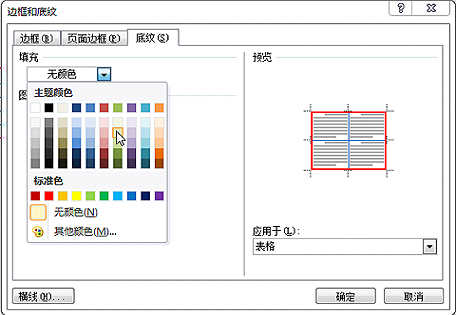 边框和底纹
边框(B) 页面边框(P) 底纹(S)
填充
无颜色
主题颜色
标准色
无颜色(N)
其他颜色(M)...
预览
应用于(L):
表格
横线(H)... 确定 取消